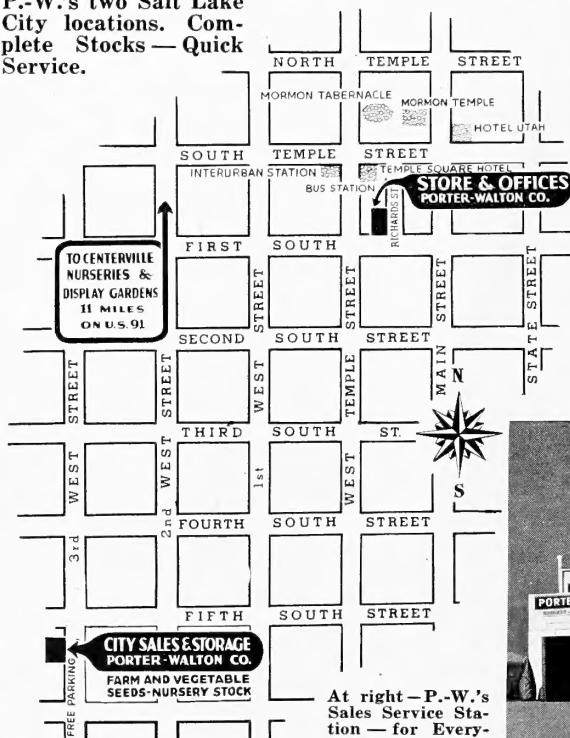 P.-W.'s two Salt Lake
City locations. Com-
plete Stocks — Quick
Service.
NORTH TEMPLE STREET
MORMON TABERNACLE
MORMON TEMPLE
HOTEL UTAH
SOUTH TEMPLE STREET
INTERURBAN STATION
TEMPLE SQUARE HOTEL
BUS STATION
STORE & OFFICES
PORTER-WALTON CO.
RICHARDS ST
FIRST SOUTH
TO CENTERVILLE
NURSERIES &
DISPLAY GARDENS
11 MILES
ON U.S. 91
SECOND SOUTH STREET
3rd WEST STREET
2nd WEST STREET
1st WEST STREET
WEST TEMPLE STREET
MAIN STREET
STATE STREET
N
THIRD SOUTH ST.
S
FOURTH SOUTH STREET
FIFTH SOUTH STREET
PORTE
CITY SALES & STORAGE
PORTER-WALTON CO.
FARM AND VEGETABLE
SEEDS-NURSERY STOCK
FREE PARKING
At right — P.-W.'s
Sales Service Sta-
tion — for Every-